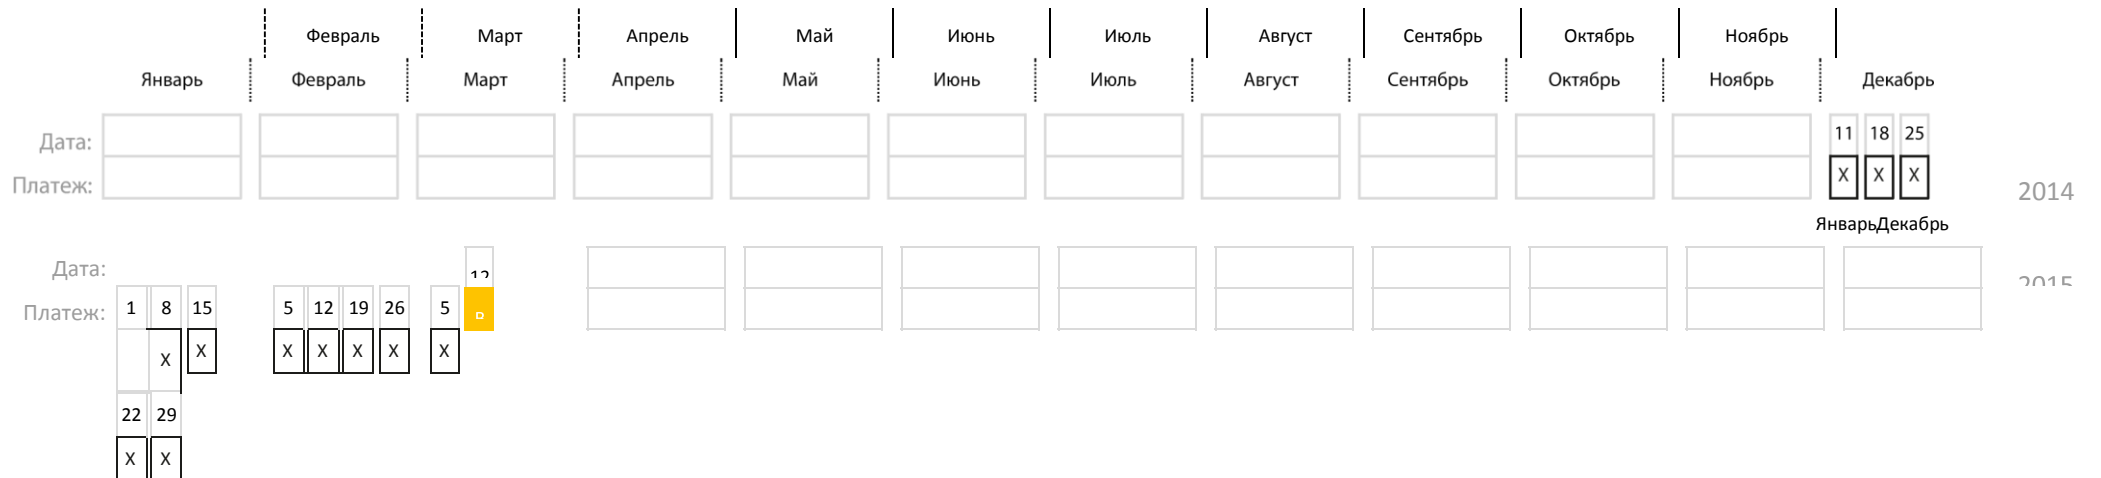 Февраль Март Апрель Май Июнь Июль Август Сентябрь Октябрь Ноябрь
Январь Февраль Март Апрель Май Июнь Июль Август Сентябрь Октябрь Ноябрь Декабрь
Дата: 11 18 25
Платеж: X X X 2014
ЯнварьДекабрь
Дата: 12 2015
Платеж: 1 8 15 5 12 19 26 5
X X X X X X X
22 29
X X